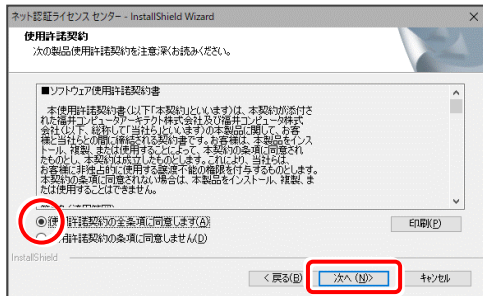 ネット認証ライセンス センター - InstallShield Wizard
使用許諾契約
次の製品使用許諾契約を注意深くお読みください。
■ソフトウェア使用許諾契約書
本使用許諾契約書(以下「本契約」といいます)は、本契約が添付さ
れた福井コンピュータアーキテクト株式会社及び福井コンピュータ株式
会社(以下、総称して「当社ら」といいます)の本製品に関して、お客
様と当社らとの間に締結される契約書です。お客様は、本製品をインス
トール、複製、または使用することによって、本契約の条項に同意され
たものとし、本契約は成立したものとします。これにより、当社らは、
お客様に非独占的に使用する譲渡不能の権限を付与するものとします。
本契約の条項に同意されない場合は、本製品をインストール、複製、ま
たは使用することはできません。
使用許諾契約の全条項に同意します(A)
印刷(P)
用許諾契約の条項に同意しません(D)
InstallShield
< 戻る(B)
次へ (N)>
キャンセル